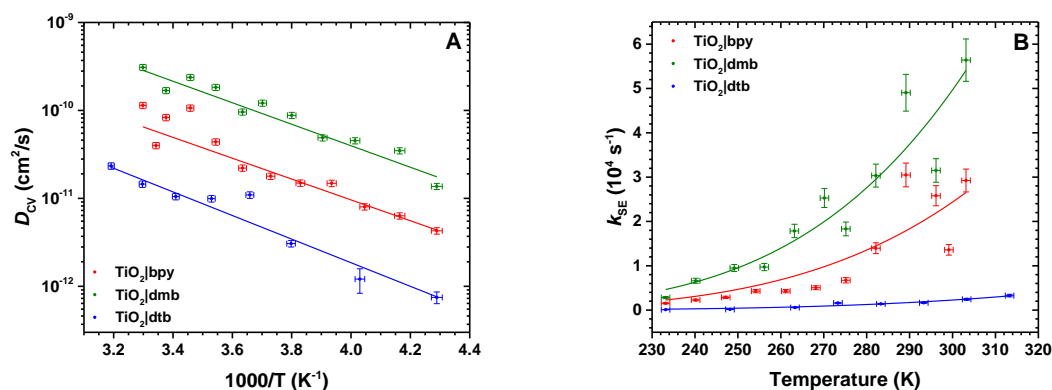 A
10⁻⁹
10⁻¹⁰
10⁻¹¹
10⁻¹²
D_CV (cm²/s)
TiO₂|bpy
TiO₂|dmb
TiO₂|dtb
3.2 3.4 3.6 3.8 4.0 4.2 4.4
1000/T (K⁻¹)
B
TiO₂|bpy
TiO₂|dmb
TiO₂|dtb
6
5
4
3
2
1
0
k_SE (10⁴ s⁻¹)
230 240 250 260 270 280 290 300 310 320
Temperature (K)